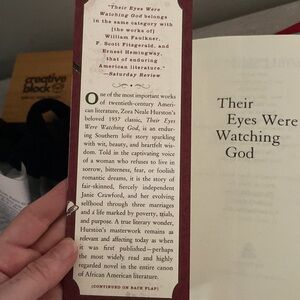 "Their Eyes Were
Watching God belongs
in the same category with
[the works of]
William Faulkner,
F. Scott Fitzgerald, and
Ernest Hemingway,
that of enduring
American literature."
—Saturday Review
One of the most important works
of twentieth-century Ameri-
can literature, Zora Neale Hurston's
beloved 1937 classic, Their Eyes
Were Watching God, is an endur-
ing Southern love story sparkling
with wit, beauty, and heartfelt wis-
dom. Told in the captivating voice
of a woman who refuses to live in
sorrow, bitterness, fear, or foolish
romantic dreams, it is the story of
fair-skinned, fiercely independent
Janie Crawford, and her evolving
selfhood through three marriages
and a life marked by poverty, trials,
and purpose. A true literary wonder,
Hurston's masterwork remains as
relevant and affecting today as when
it was first published—perhaps
the most widely read and highly
regarded novel in the entire canon
of African American literature.
(CONTINUED ON BACK FLAP)
Their
Eyes Were
Watching
God
creative
block